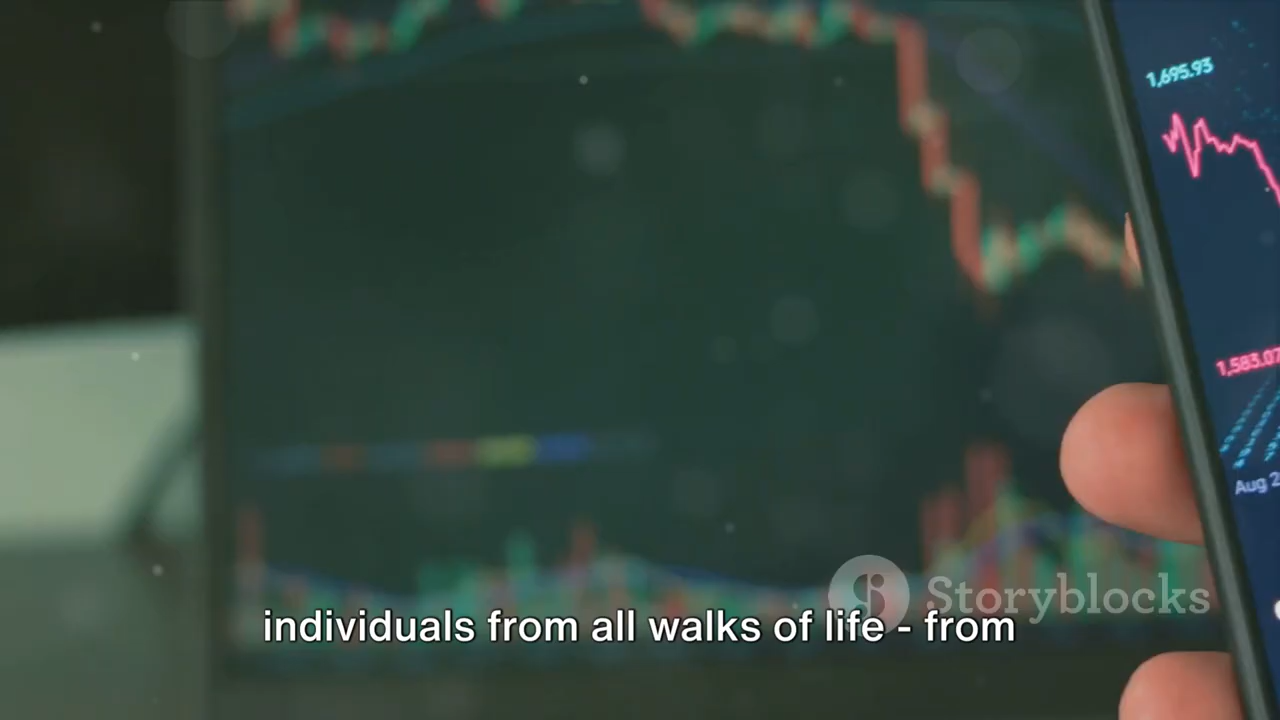 1,695.93
1,583.07
Aug 2
Storyblocks
individuals from all walks of life - from